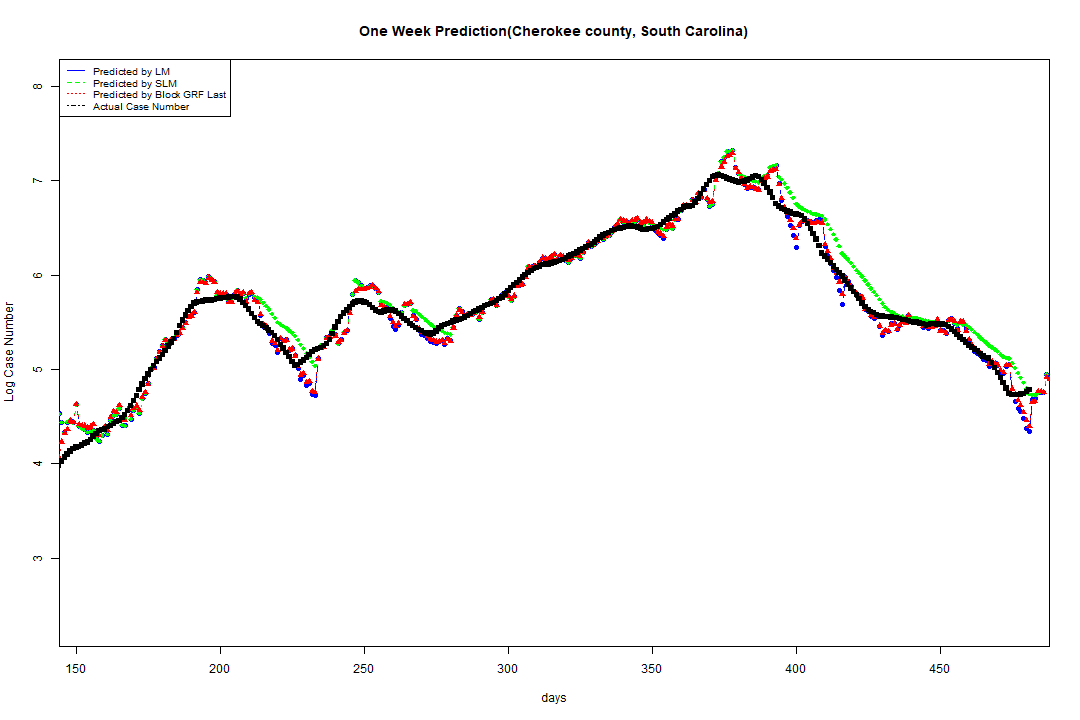 One Week Prediction(Cherokee county, South Carolina)
Predicted by LM
Predicted by SLM
Predicted by Block GRF Last
Actual Case Number
8
7
6
5
4
3
Log Case Number
150 200 250 300 350 400 450
days